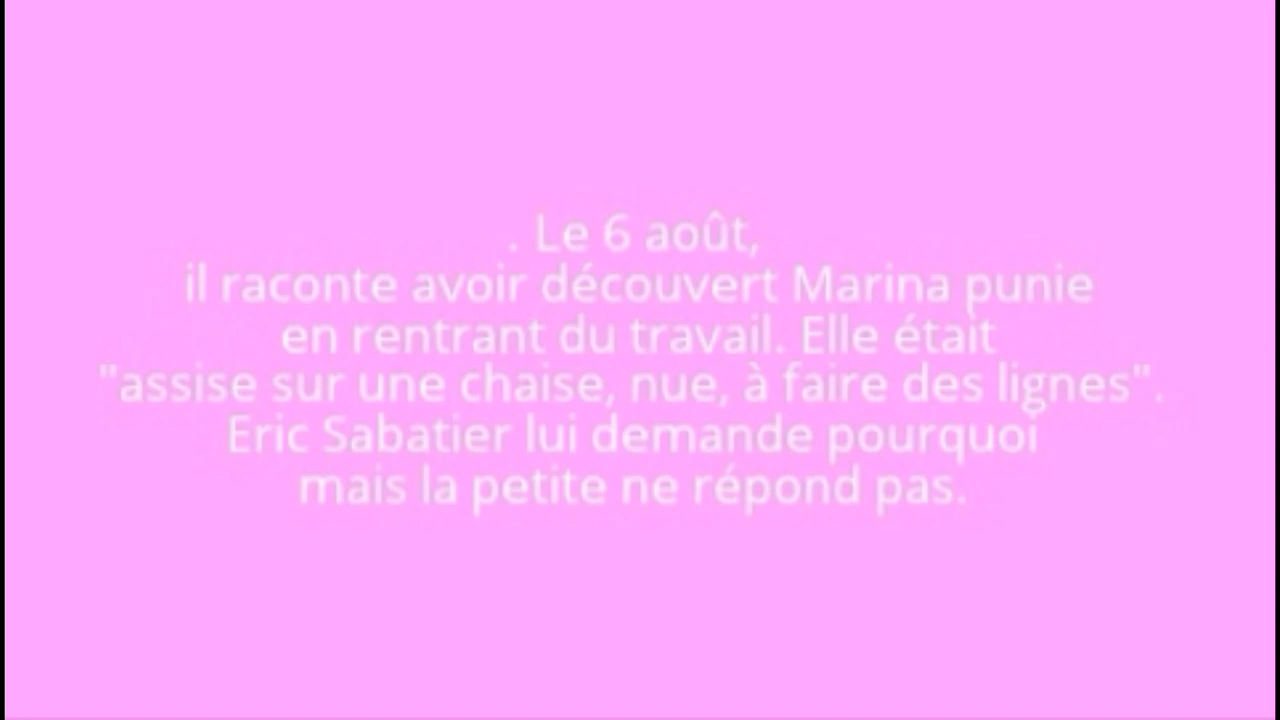 . Le 6 août,
il raconte avoir découvert Marina punie
en rentrant du travail. Elle était
"assise sur une chaise, nue, à faire des lignes".
Eric Sabatier lui demande pourquoi
mais la petite ne répond pas.